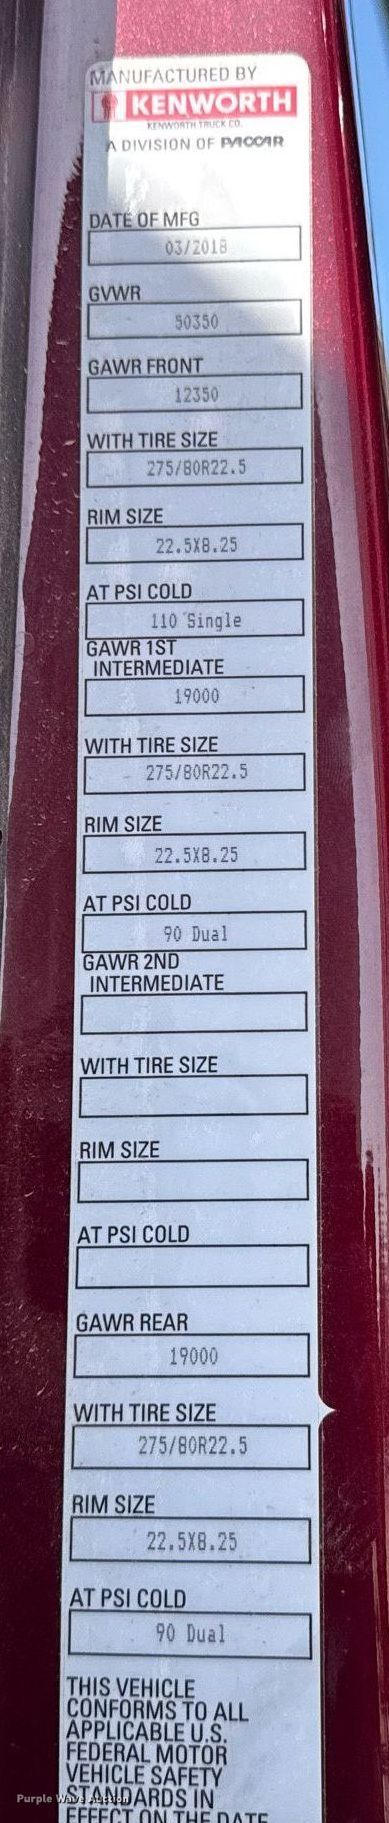 MANUFACTURED BY
KENWORTH
KENWORTH TRUCK CO.
A DIVISION OF PACCAR
DATE OF MFG
03/2018
GVWR
50350
GAWR FRONT
12350
WITH TIRE SIZE
275/80R22.5
RIM SIZE
22.5X8.25
AT PSI COLD
110 Single
GAWR 1ST
INTERMEDIATE
19000
WITH TIRE SIZE
275/80R22.5
RIM SIZE
22.5X8.25
AT PSI COLD
90 Dual
GAWR 2ND
INTERMEDIATE
WITH TIRE SIZE
RIM SIZE
AT PSI COLD
GAWR REAR
19000
WITH TIRE SIZE
275/80R22.5
RIM SIZE
22.5X8.25
AT PSI COLD
90 Dual
THIS VEHICLE
CONFORMS TO ALL
APPLICABLE U.S.
FEDERAL MOTOR
VEHICLE SAFETY
STANDARDS IN
EFFECT ON THE DATE
Purple Wave Auction